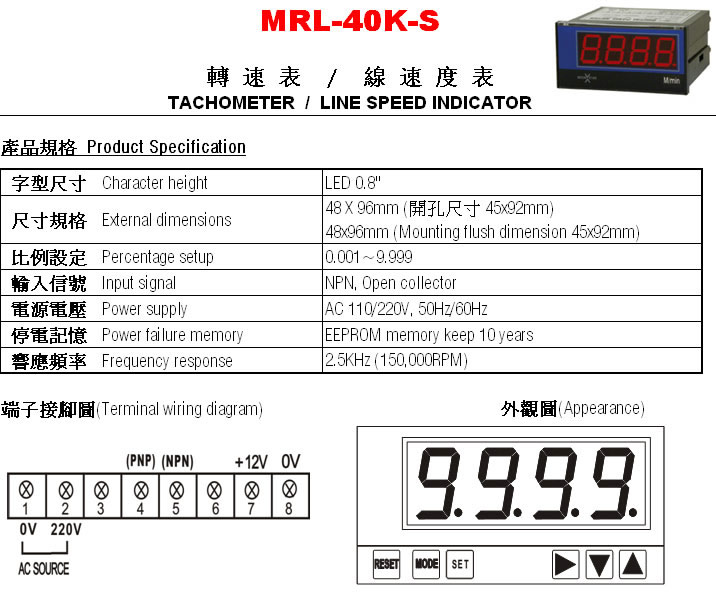 MRL-40K-S
8.8.8.8.
M/min
轉速表 / 線速度表
TACHOMETER / LINE SPEED INDICATOR
產品規格 Product Specification
字型尺寸 Character height LED 0.8"
尺寸規格 External dimensions 48 X 96mm (開孔尺寸 45x92mm)
48x96mm (Mounting flush dimension 45x92mm)
比例設定 Percentage setup 0.001～9.999
輸入信號 Input signal NPN, Open collector
電源電壓 Power supply AC 110/220V, 50Hz/60Hz
停電記憶 Power failure memory EEPROM memory keep 10 years
響應頻率 Frequency response 2.5KHz (150,000RPM)
端子接腳圖(Terminal wiring diagram)
外觀圖(Appearance)
(PNP) (NPN) +12V 0V
1 2 3 4 5 6 7 8
0V 220V
AC SOURCE
9.9.9.9.
RESET MODE SET